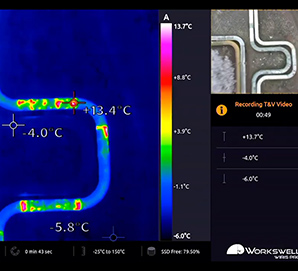 A
+13.7°C
+8.8°C
+3.9°C
-1.1°C
-6.0°C
+13.4°C
-4.0°C
-5.8°C
Recording T&V Video
00:49
+13.7°C
-4.0°C
-6.0°C
0 min 43 sec
-25°C to 150°C
SSD Free: 79.50%
WORKSWELL
WIRIS PRO